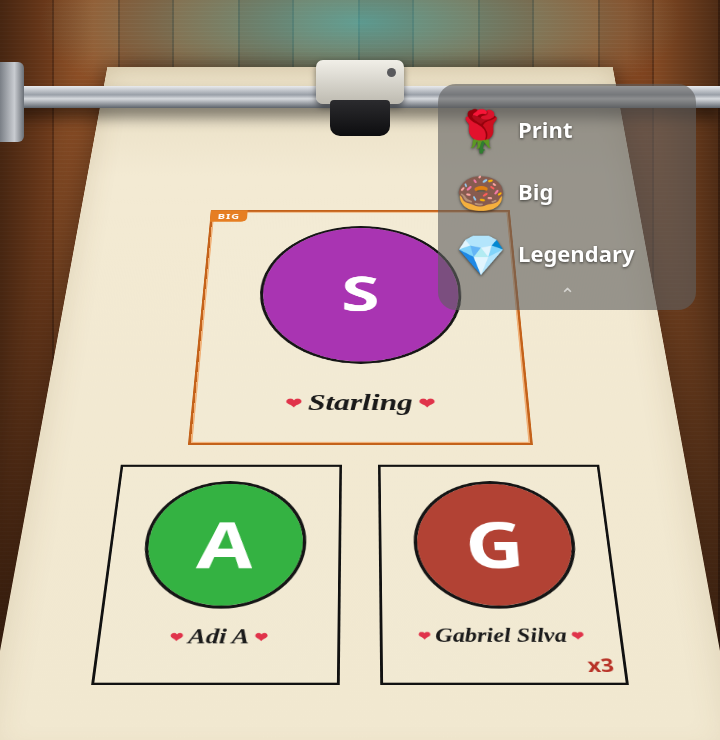 Print
Big
Legendary
BIG
S
❤ Starling ❤
A
❤ Adi A ❤
G
❤ Gabriel Silva ❤
x3